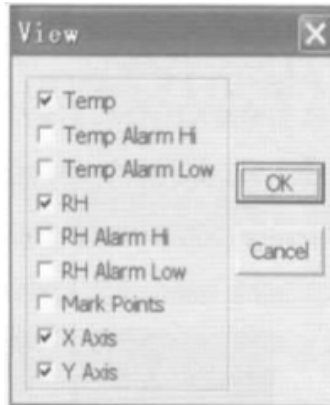 View
Temp
Temp Alarm Hi
Temp Alarm Low
RH
RH Alarm Hi
RH Alarm Low
Mark Points
X Axis
Y Axis
OK
Cancel